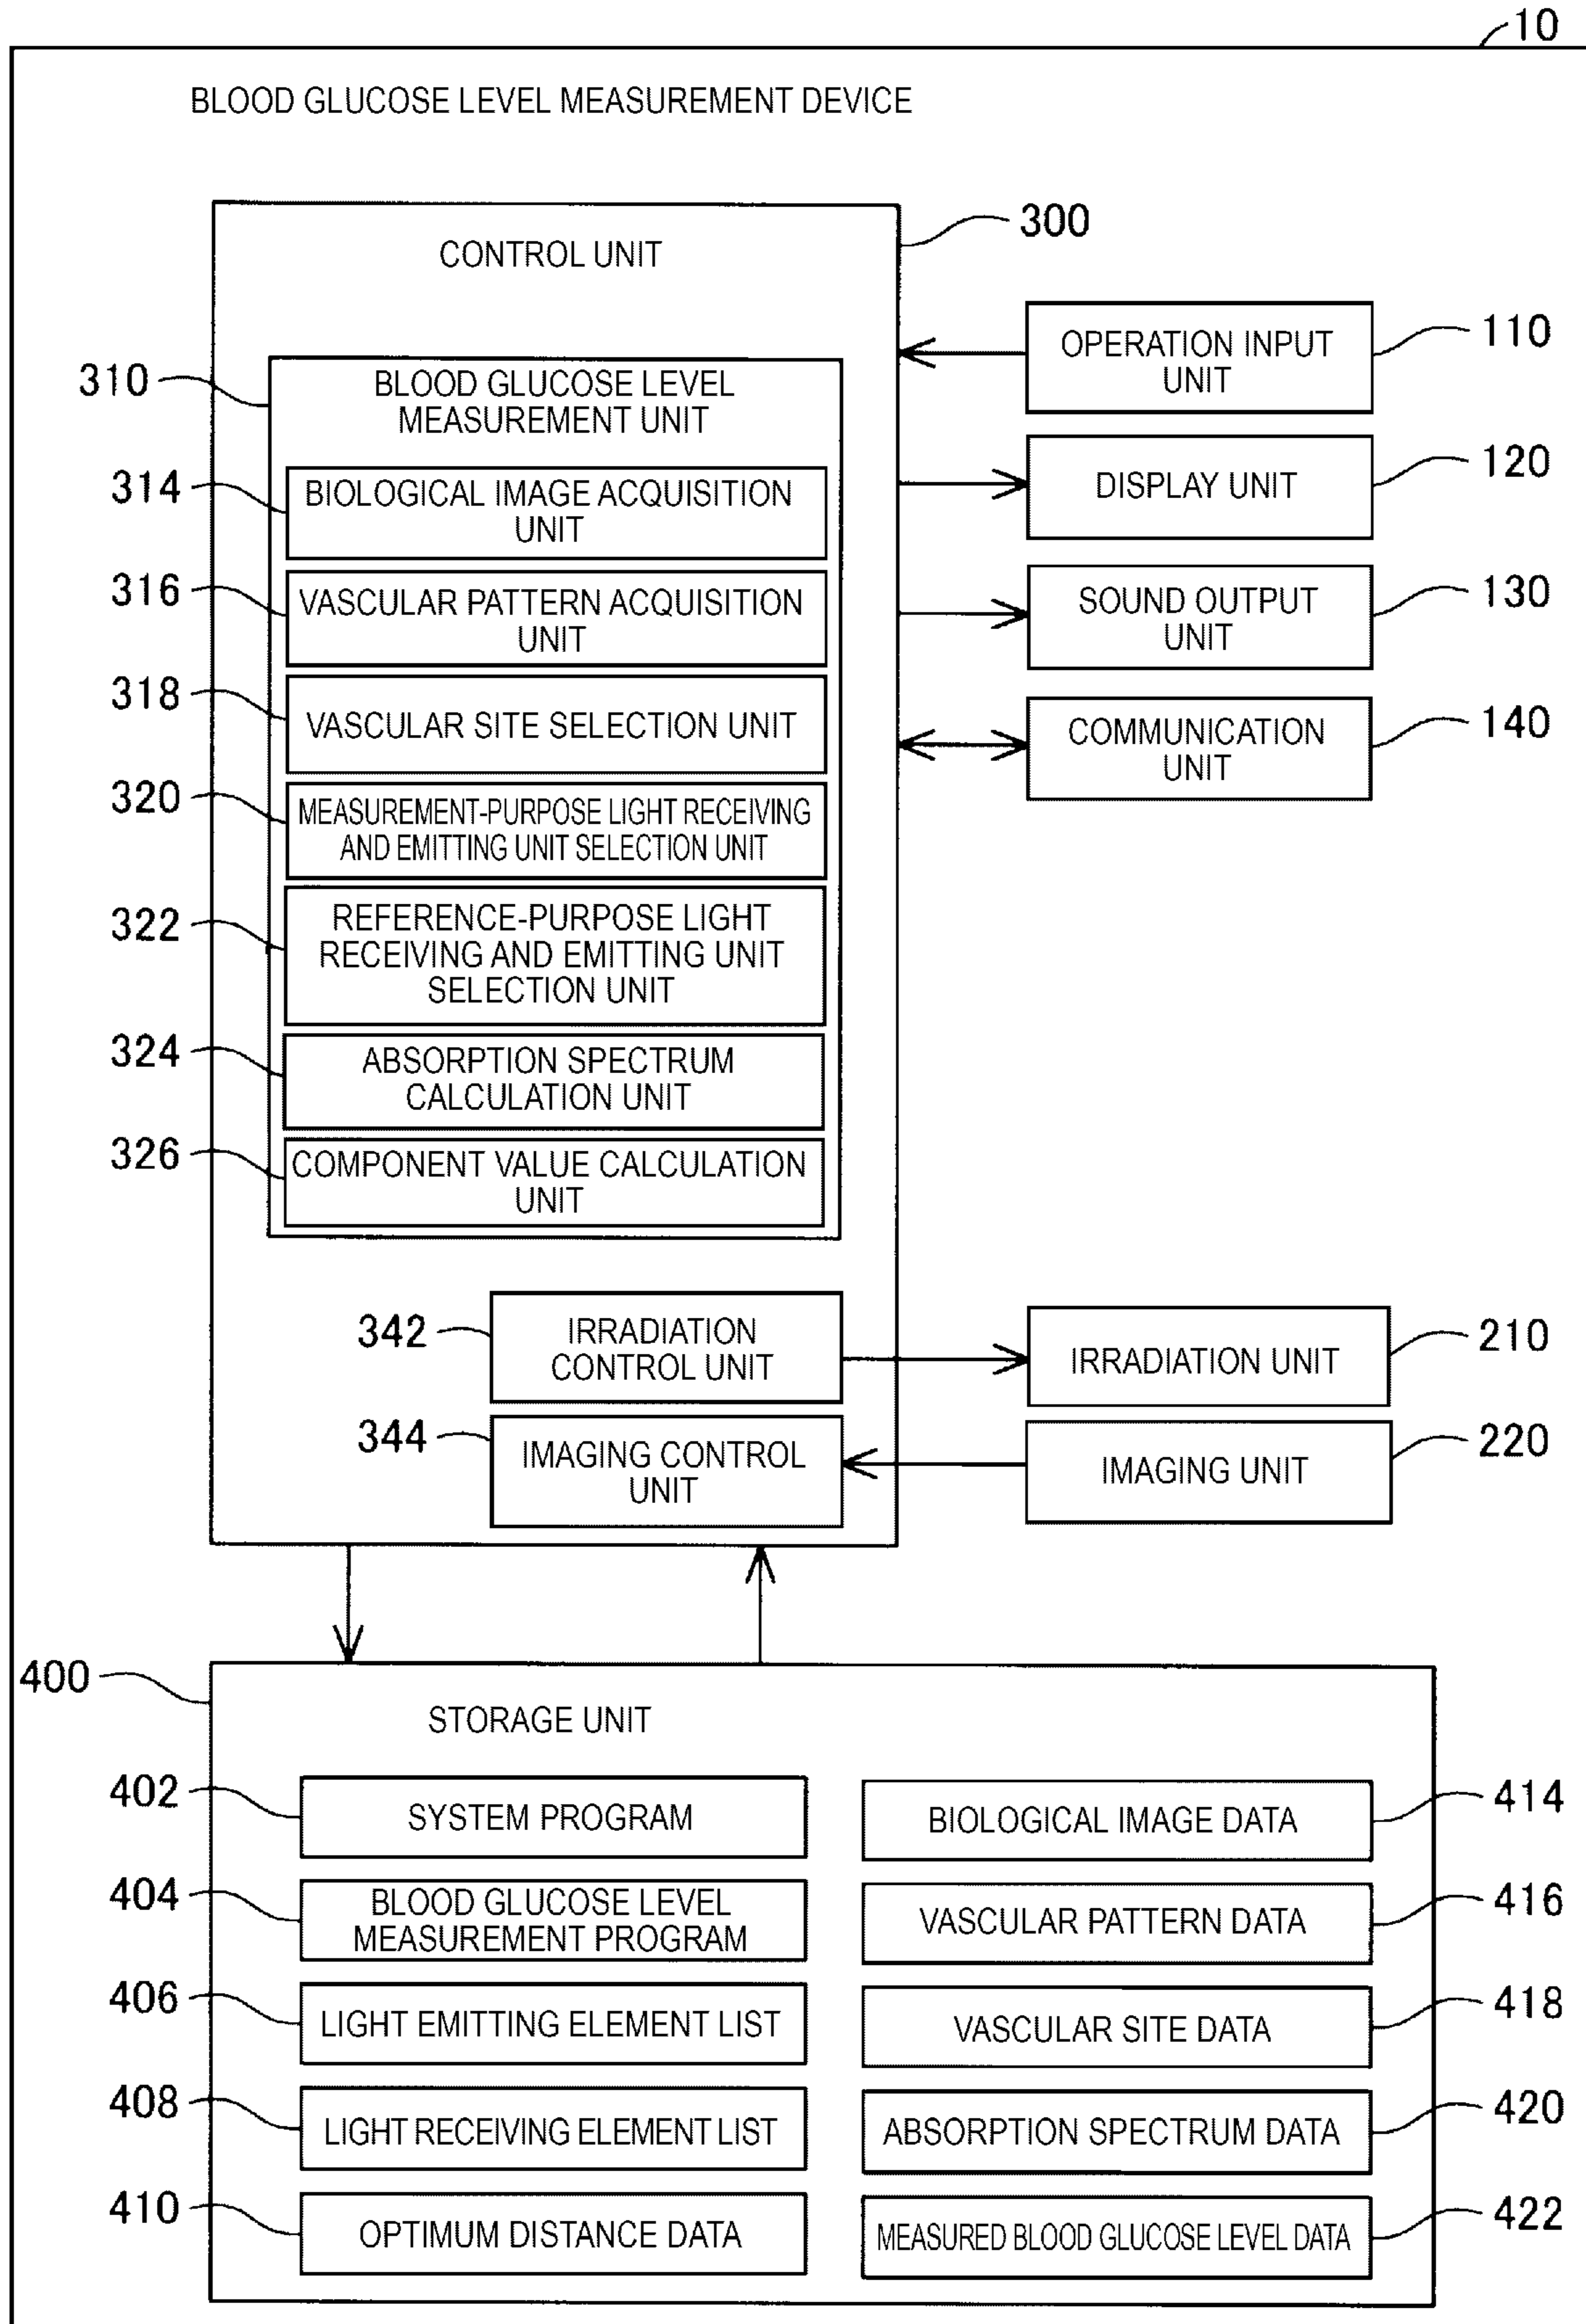 10
BLOOD GLUCOSE LEVEL MEASUREMENT DEVICE
300
CONTROL UNIT
310
BLOOD GLUCOSE LEVEL
MEASUREMENT UNIT
314
BIOLOGICAL IMAGE ACQUISITION
UNIT
316
VASCULAR PATTERN ACQUISITION
UNIT
318
VASCULAR SITE SELECTION UNIT
320
MEASUREMENT-PURPOSE LIGHT RECEIVING
AND EMITTING UNIT SELECTION UNIT
322
REFERENCE-PURPOSE LIGHT
RECEIVING AND EMITTING UNIT
SELECTION UNIT
324
ABSORPTION SPECTRUM
CALCULATION UNIT
326
COMPONENT VALUE CALCULATION
UNIT
OPERATION INPUT
UNIT
110
DISPLAY UNIT
120
SOUND OUTPUT
UNIT
130
COMMUNICATION
UNIT
140
342
IRRADIATION
CONTROL UNIT
IRRADIATION UNIT
210
344
IMAGING CONTROL
UNIT
IMAGING UNIT
220
400
STORAGE UNIT
402
SYSTEM PROGRAM
404
BLOOD GLUCOSE LEVEL
MEASUREMENT PROGRAM
406
LIGHT EMITTING ELEMENT LIST
408
LIGHT RECEIVING ELEMENT LIST
410
OPTIMUM DISTANCE DATA
BIOLOGICAL IMAGE DATA
414
VASCULAR PATTERN DATA
416
VASCULAR SITE DATA
418
ABSORPTION SPECTRUM DATA
420
MEASURED BLOOD GLUCOSE LEVEL DATA
422